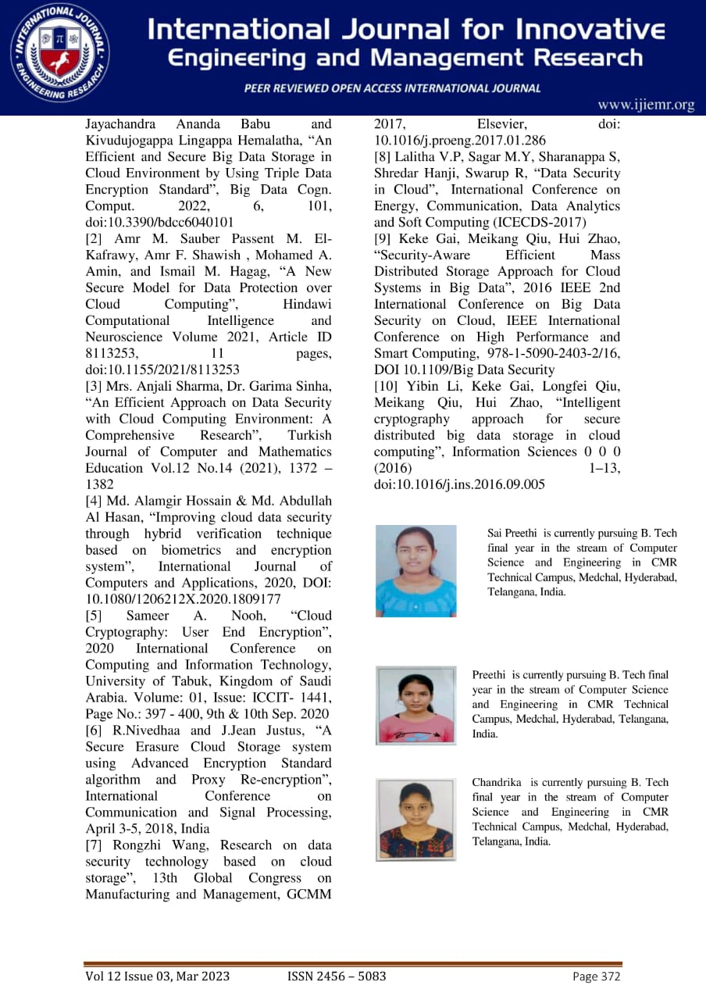 INTERNATIONAL JOURNAL
ENGINEERING RESEARCH
π
International Journal for Innovative
Engineering and Management Research
PEER REVIEWED OPEN ACCESS INTERNATIONAL JOURNAL
www.ijiemr.org
Jayachandra Ananda Babu and
Kivudujogappa Lingappa Hemalatha, “An
Efficient and Secure Big Data Storage in
Cloud Environment by Using Triple Data
Encryption Standard”, Big Data Cogn.
Comput. 2022, 6, 101,
doi:10.3390/bdcc6040101
[2] Amr M. Sauber Passent M. El-
Kafrawy, Amr F. Shawish , Mohamed A.
Amin, and Ismail M. Hagag, “A New
Secure Model for Data Protection over
Cloud Computing”, Hindawi
Computational Intelligence and
Neuroscience Volume 2021, Article ID
8113253, 11 pages,
doi:10.1155/2021/8113253
[3] Mrs. Anjali Sharma, Dr. Garima Sinha,
“An Efficient Approach on Data Security
with Cloud Computing Environment: A
Comprehensive Research”, Turkish
Journal of Computer and Mathematics
Education Vol.12 No.14 (2021), 1372 –
1382
[4] Md. Alamgir Hossain & Md. Abdullah
Al Hasan, “Improving cloud data security
through hybrid verification technique
based on biometrics and encryption
system”, International Journal of
Computers and Applications, 2020, DOI:
10.1080/1206212X.2020.1809177
[5] Sameer A. Nooh, “Cloud
Cryptography: User End Encryption”,
2020 International Conference on
Computing and Information Technology,
University of Tabuk, Kingdom of Saudi
Arabia. Volume: 01, Issue: ICCIT- 1441,
Page No.: 397 - 400, 9th & 10th Sep. 2020
[6] R.Nivedhaa and J.Jean Justus, “A
Secure Erasure Cloud Storage system
using Advanced Encryption Standard
algorithm and Proxy Re-encryption”,
International Conference on
Communication and Signal Processing,
April 3-5, 2018, India
[7] Rongzhi Wang, Research on data
security technology based on cloud
storage”, 13th Global Congress on
Manufacturing and Management, GCMM
2017, Elsevier, doi:
10.1016/j.proeng.2017.01.286
[8] Lalitha V.P, Sagar M.Y, Sharanappa S,
Shredar Hanji, Swarup R, “Data Security
in Cloud”, International Conference on
Energy, Communication, Data Analytics
and Soft Computing (ICECDS-2017)
[9] Keke Gai, Meikang Qiu, Hui Zhao,
“Security-Aware Efficient Mass
Distributed Storage Approach for Cloud
Systems in Big Data”, 2016 IEEE 2nd
International Conference on Big Data
Security on Cloud, IEEE International
Conference on High Performance and
Smart Computing, 978-1-5090-2403-2/16,
DOI 10.1109/Big Data Security
[10] Yibin Li, Keke Gai, Longfei Qiu,
Meikang Qiu, Hui Zhao, “Intelligent
cryptography approach for secure
distributed big data storage in cloud
computing”, Information Sciences 0 0 0
(2016) 1–13,
doi:10.1016/j.ins.2016.09.005
Sai Preethi is currently pursuing B. Tech
final year in the stream of Computer
Science and Engineering in CMR
Technical Campus, Medchal, Hyderabad,
Telangana, India.
Preethi is currently pursuing B. Tech final
year in the stream of Computer Science
and Engineering in CMR Technical
Campus, Medchal, Hyderabad, Telangana,
India.
Chandrika is currently pursuing B. Tech
final year in the stream of Computer
Science and Engineering in CMR
Technical Campus, Medchal, Hyderabad,
Telangana, India.
Vol 12 Issue 03, Mar 2023 ISSN 2456 – 5083 Page 372